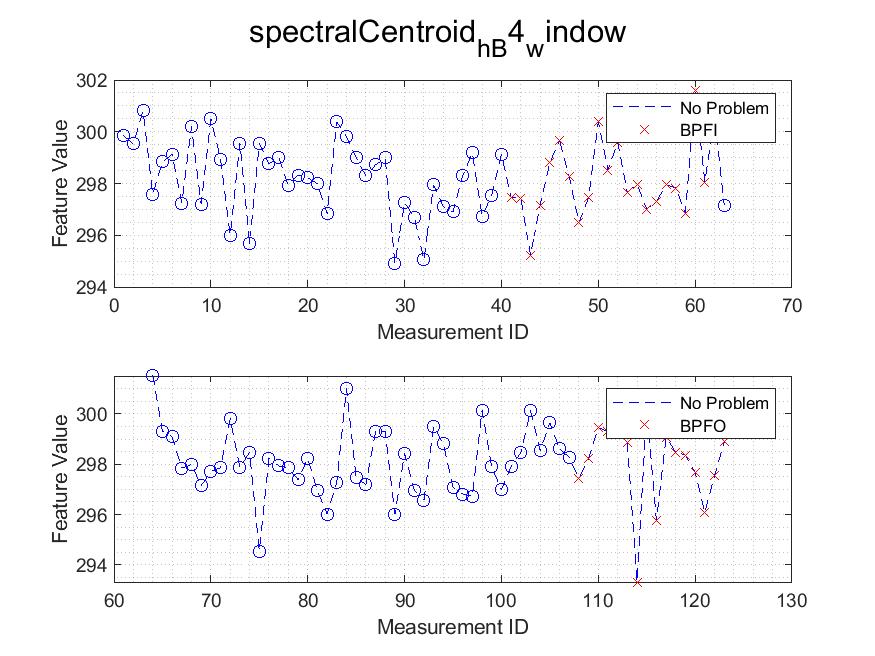 spectralCentroid_hB4_window
302
300
298
296
294
Feature Value
No Problem
BPFI
0 10 20 30 40 50 60 70
Measurement ID
300
298
296
294
Feature Value
No Problem
BPFO
60 70 80 90 100 110 120 130
Measurement ID